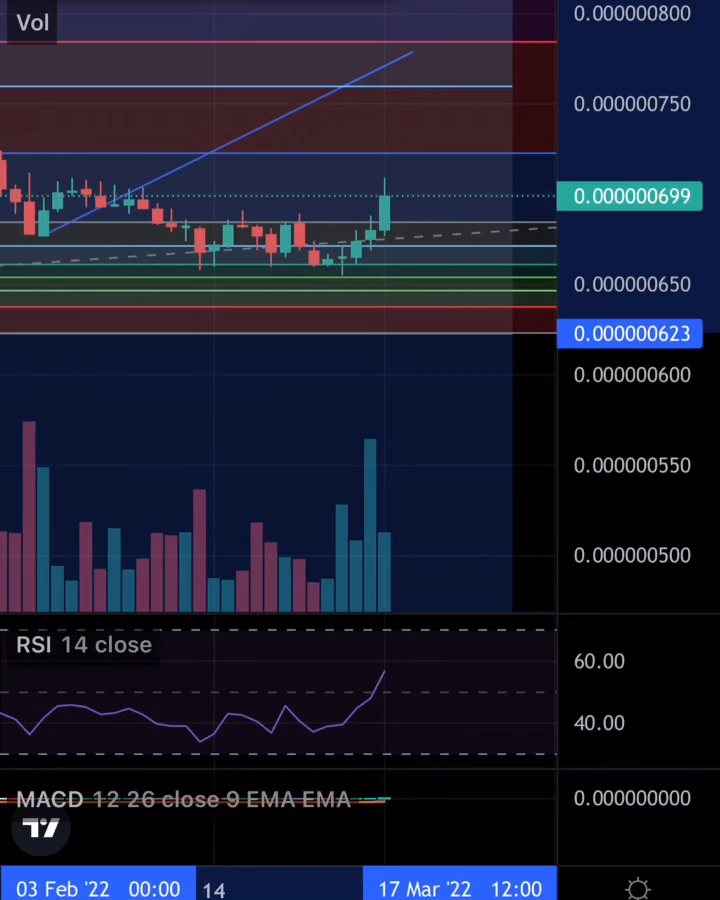 Vol
0.000000800
0.000000750
0.000000699
0.000000650
0.000000623
0.000000600
0.000000550
0.000000500
RSI 14 close
60.00
40.00
MACD 12 26 close 9 EMA EMA
0.000000000
03 Feb '22 00:00 14 17 Mar '22 12:00